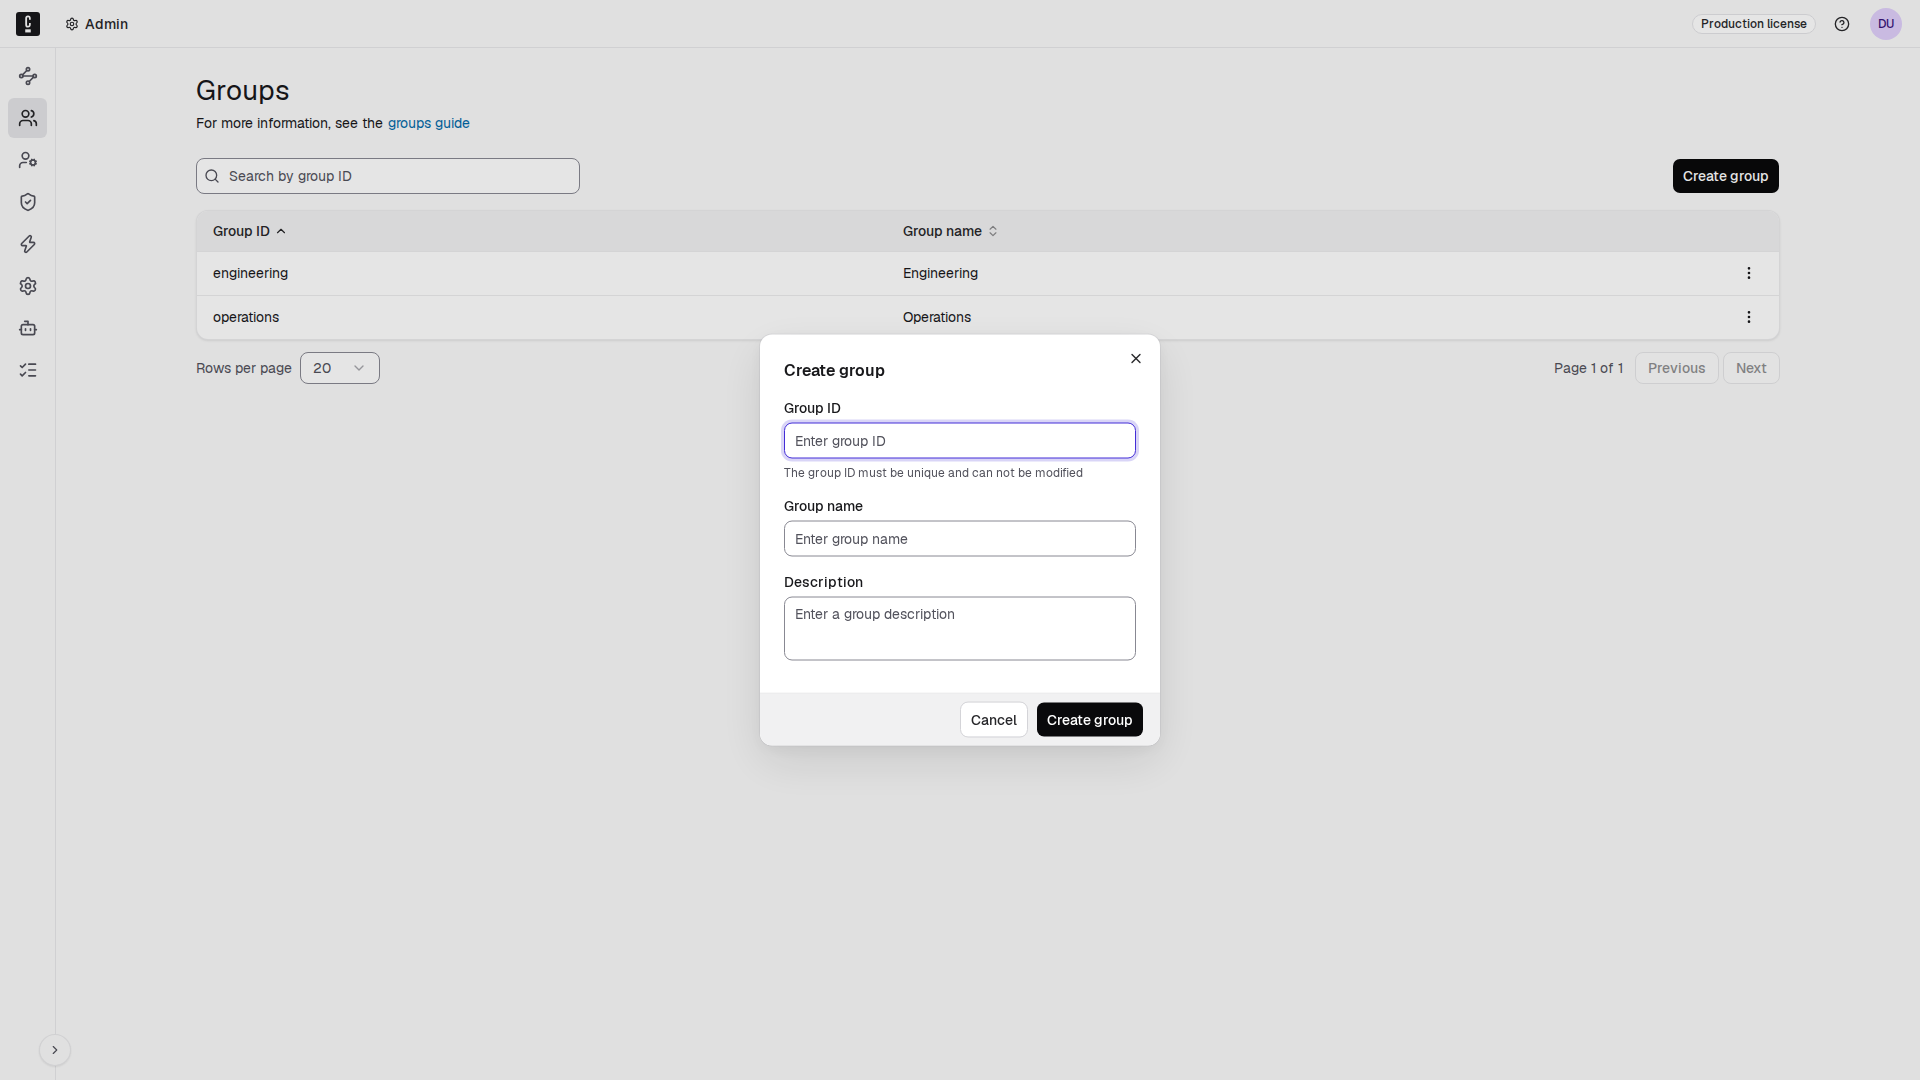 Admin
Production license
DU
Groups
For more information, see the groups guide
Search by group ID
Create group
Group ID
Group name
engineering
Engineering
operations
Operations
Rows per page
20
Page 1 of 1
Previous
Next
Create group
Group ID
Enter group ID
The group ID must be unique and can not be modified
Group name
Enter group name
Description
Enter a group description
Cancel
Create group